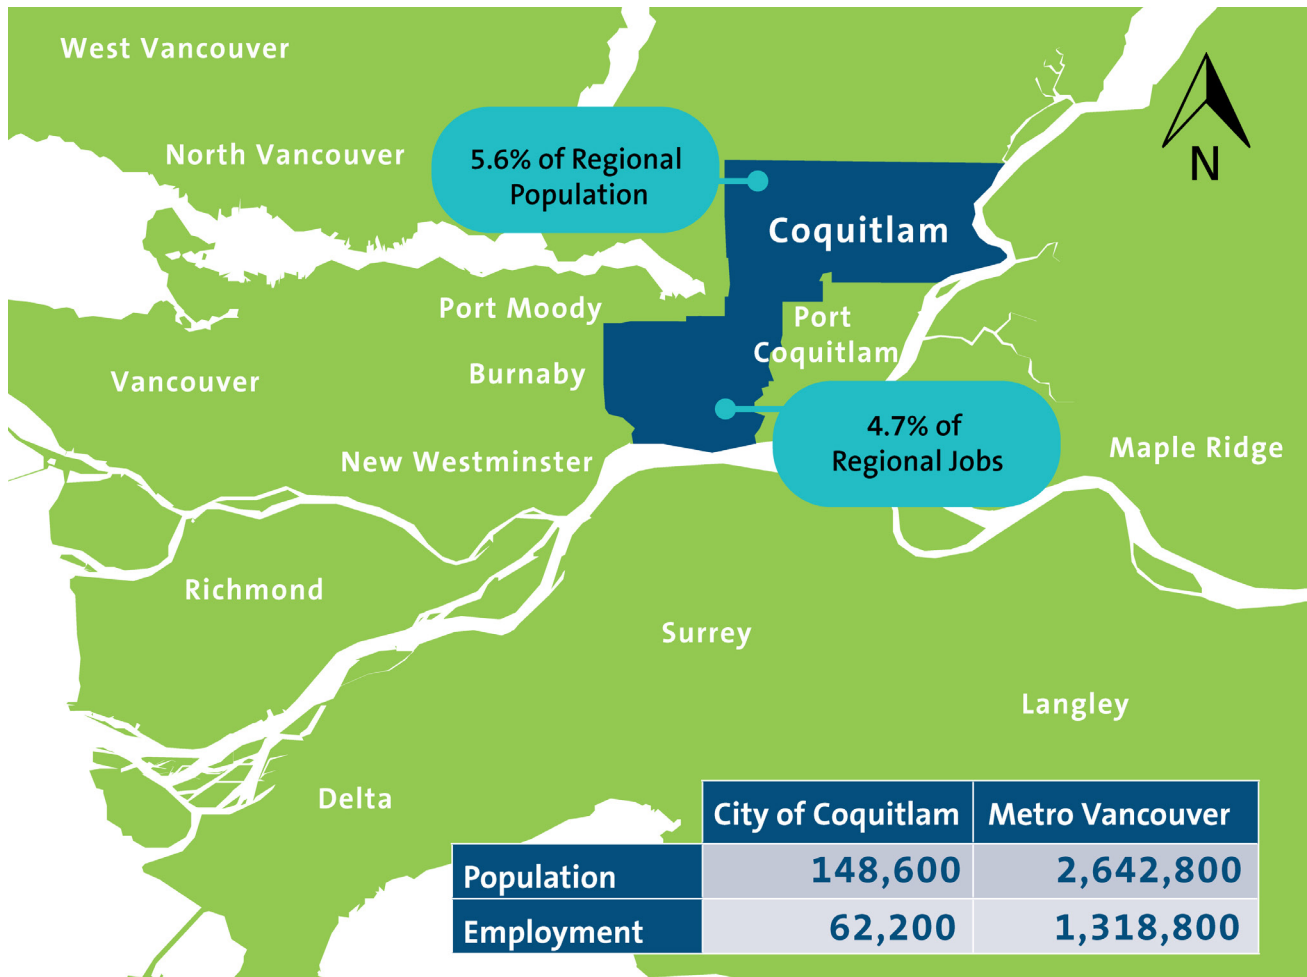 West Vancouver
North Vancouver
5.6% of Regional
Population
N
Coquitlam
Port Moody
Port
Coquitlam
Burnaby
Vancouver
4.7% of
Regional Jobs
New Westminster
Maple Ridge
Richmond
Surrey
Langley
Delta
City of Coquitlam Metro Vancouver
Population 148,600 2,642,800
Employment 62,200 1,318,800